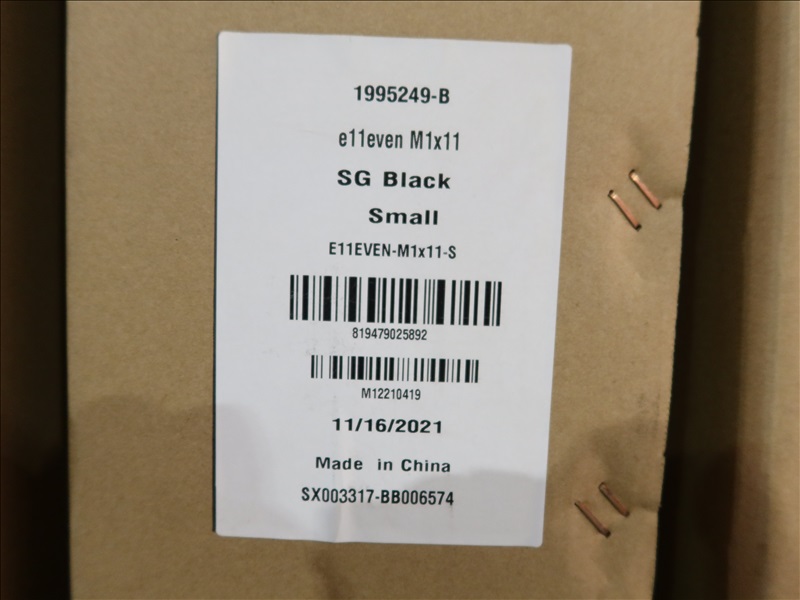 1995249-B
e11even M1x11
SG Black
Small
E11EVEN-M1x11-S
819479025892
M12210419
11/16/2021
Made in China
SX003317-BB006574